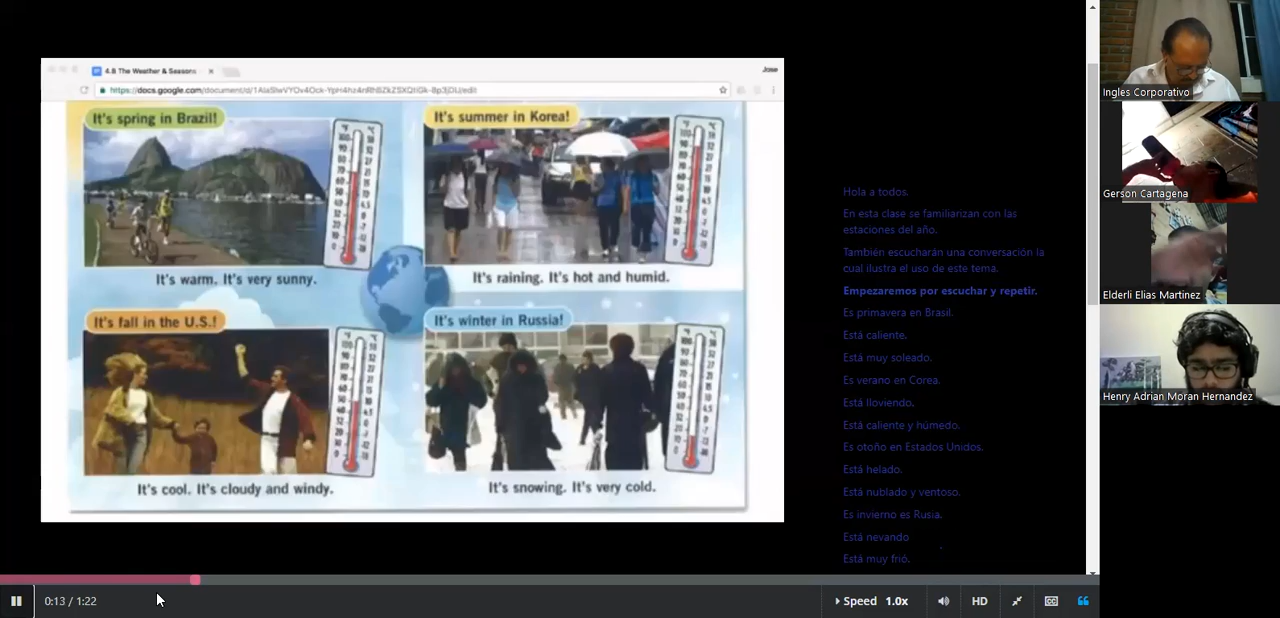 4.8 The Weather & Seasons
Jose
It's spring in Brazil!
It's summer in Korea!
It's warm. It's very sunny.
It's raining. It's hot and humid.
It's fall in the U.S.!
It's winter in Russia!
It's cool. It's cloudy and windy.
It's snowing. It's very cold.
Hola a todos.
En esta clase se familianzan con las
estaciones del año.
También escucharán una conversación la
cual ilustra el uso de este tema.
Empezaremos por escuchar y repetir.
Es primavera en Brasil.
Está caliente.
Está muy soleado.
Es verano en Corea.
Está lloviendo.
Está caliente y húmedo.
Es otoño en Estados Unidos.
Está helado.
Está nublado y ventoso.
Es invierno es Rusia.
Está nevando
Está muy frió.
Ingles Corporativo
Gerson Cartagena
Elderli Elias Martinez
Henry Adrian Moran Hernandez
0:13 / 1:22
Speed 1.0x
HD
CC